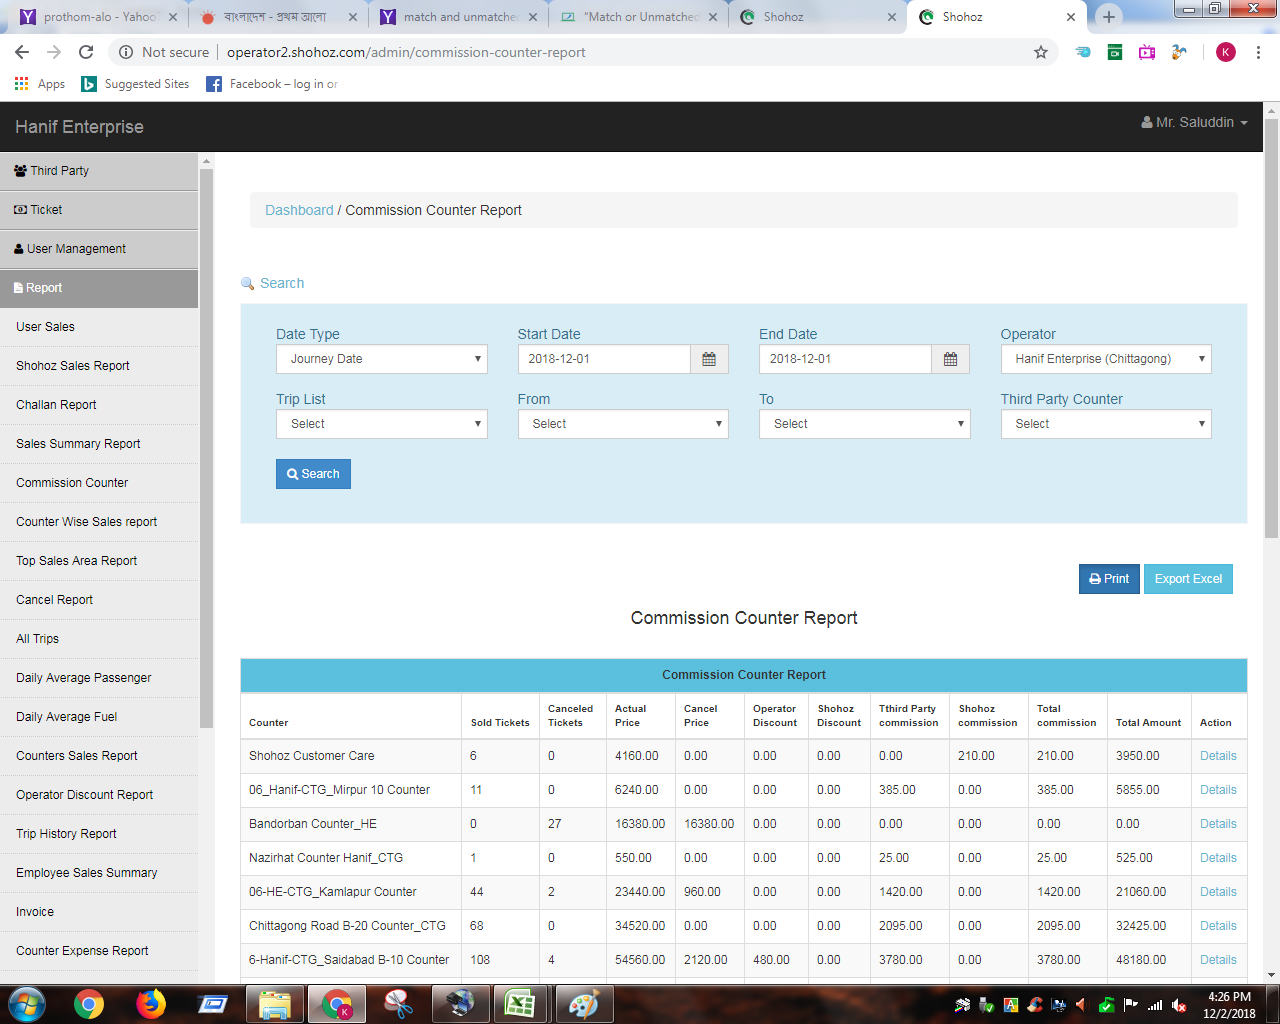 prothom-alo - Yahoo
বাংলাদেশ - প্রথম আলো
match and unmatche
"Match or Unmatched
Shohoz
Shohoz
Not secure
operator2.shohoz.com/admin/commission-counter-report
K
Apps
Suggested Sites
Facebook – log in or
Hanif Enterprise
Mr. Saluddin
Third Party
Ticket
User Management
Report
User Sales
Shohoz Sales Report
Challan Report
Sales Summary Report
Commission Counter
Counter Wise Sales report
Top Sales Area Report
Cancel Report
All Trips
Daily Average Passenger
Daily Average Fuel
Counters Sales Report
Operator Discount Report
Trip History Report
Employee Sales Summary
Invoice
Counter Expense Report
Dashboard / Commission Counter Report
Search
Date Type Start Date End Date Operator
Journey Date 2018-12-01 2018-12-01 Hanif Enterprise (Chittagong)
Trip List From To Third Party Counter
Select Select Select Select
Search
Print Export Excel
Commission Counter Report
Commission Counter Report
Counter Sold Tickets Canceled Tickets Actual Price Cancel Price Operator Discount Shohoz Discount Tthird Party commission Shohoz commission Total commission Total Amount Action
Shohoz Customer Care 6 0 4160.00 0.00 0.00 0.00 0.00 210.00 210.00 3950.00 Details
06_Hanif-CTG_Mirpur 10 Counter 11 0 6240.00 0.00 0.00 0.00 385.00 0.00 385.00 5855.00 Details
Bandorban Counter_HE 0 27 16380.00 16380.00 0.00 0.00 0.00 0.00 0.00 0.00 Details
Nazirhat Counter Hanif_CTG 1 0 550.00 0.00 0.00 0.00 25.00 0.00 25.00 525.00 Details
06-HE-CTG_Kamlapur Counter 44 2 23440.00 960.00 0.00 0.00 1420.00 0.00 1420.00 21060.00 Details
Chittagong Road B-20 Counter_CTG 68 0 34520.00 0.00 0.00 0.00 2095.00 0.00 2095.00 32425.00 Details
6-Hanif-CTG_Saidabad B-10 Counter 108 4 54560.00 2120.00 480.00 0.00 3780.00 0.00 3780.00 48180.00 Details
K
4:26 PM
12/2/2018